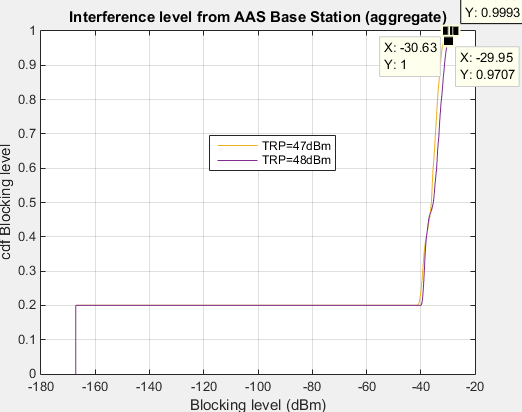 Interference level from AAS Base Station (aggregate)
Y: 0.9993
X: -30.63
Y: 1
X: -29.95
Y: 0.9707
TRP=47dBm
TRP=48dBm
cdf Blocking level
1
0.9
0.8
0.7
0.6
0.5
0.4
0.3
0.2
0.1
0
-180
-160
-140
-120
-100
-80
-60
-40
-20
Blocking level (dBm)